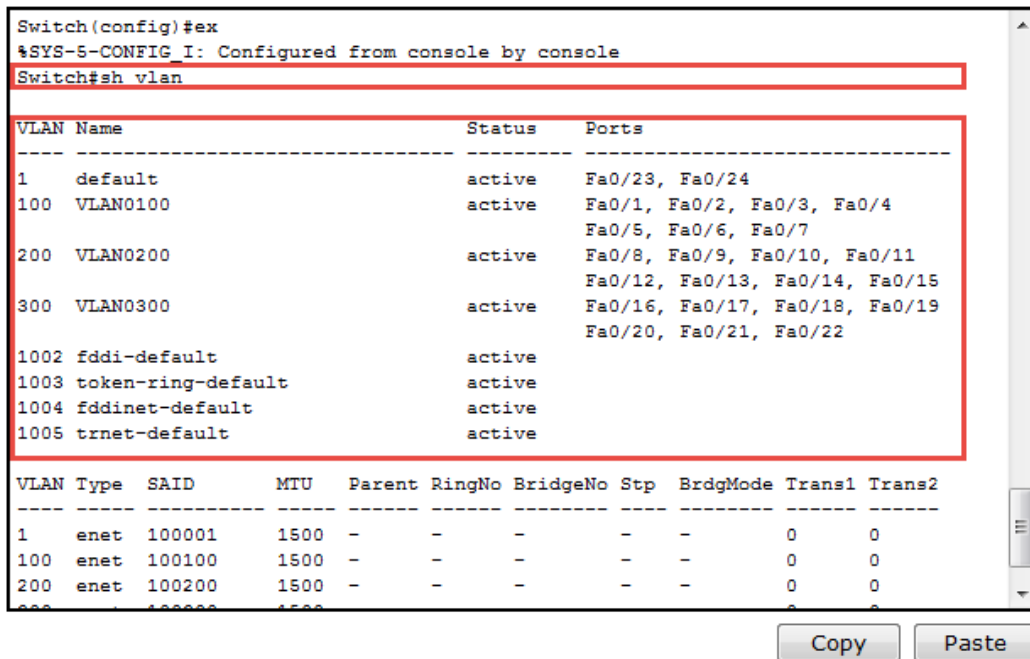 Switch(config)#ex
%SYS-5-CONFIG_I: Configured from console by console
Switch#sh vlan
VLAN Name Status Ports
---- -------------------------------- --------- -------------------------------
1 default active Fa0/23, Fa0/24
100 VLAN0100 active Fa0/1, Fa0/2, Fa0/3, Fa0/4
Fa0/5, Fa0/6, Fa0/7
200 VLAN0200 active Fa0/8, Fa0/9, Fa0/10, Fa0/11
Fa0/12, Fa0/13, Fa0/14, Fa0/15
300 VLAN0300 active Fa0/16, Fa0/17, Fa0/18, Fa0/19
Fa0/20, Fa0/21, Fa0/22
1002 fddi-default active
1003 token-ring-default active
1004 fddinet-default active
1005 trnet-default active
VLAN Type SAID MTU Parent RingNo BridgeNo Stp BrdgMode Trans1 Trans2
---- ----- ---------- ----- ------ ------ -------- ---- -------- ------ ------
1 enet 100001 1500 - - - - - 0 0
100 enet 100100 1500 - - - - - 0 0
200 enet 100200 1500 - - - - - 0 0
Copy Paste